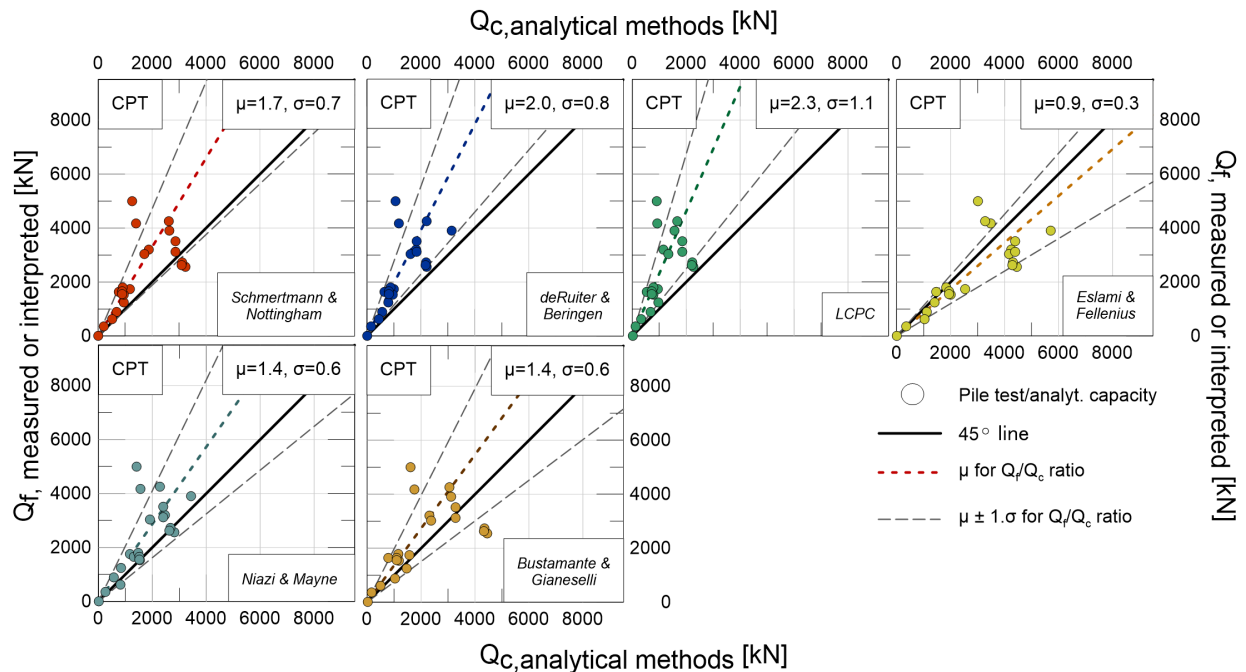 Qc,analytical methods [kN]
0 2000 4000 6000 8000 0 2000 4000 6000 8000 0 2000 4000 6000 8000 0 2000 4000 6000 8000
CPT μ=1.7, σ=0.7 CPT μ=2.0, σ=0.8 CPT μ=2.3, σ=1.1 CPT μ=0.9, σ=0.3
8000 8000
6000 6000
4000 4000
2000 2000
0 0
Qf, measured or interpreted [kN]
Qf, measured or interpreted [kN]
Schmertmann &
Nottingham
deRuiter &
Beringen
LCPC
Eslami &
Fellenius
CPT μ=1.4, σ=0.6 CPT μ=1.4, σ=0.6
8000 8000
6000 6000
4000 4000
2000 2000
0 0
Niazi & Mayne
Bustamante &
Gianeselli
0 2000 4000 6000 8000 0 2000 4000 6000 8000
Qc,analytical methods [kN]
Pile test/analyt. capacity
45° line
μ for Qf/Qc ratio
μ ± 1.σ for Qf/Qc ratio